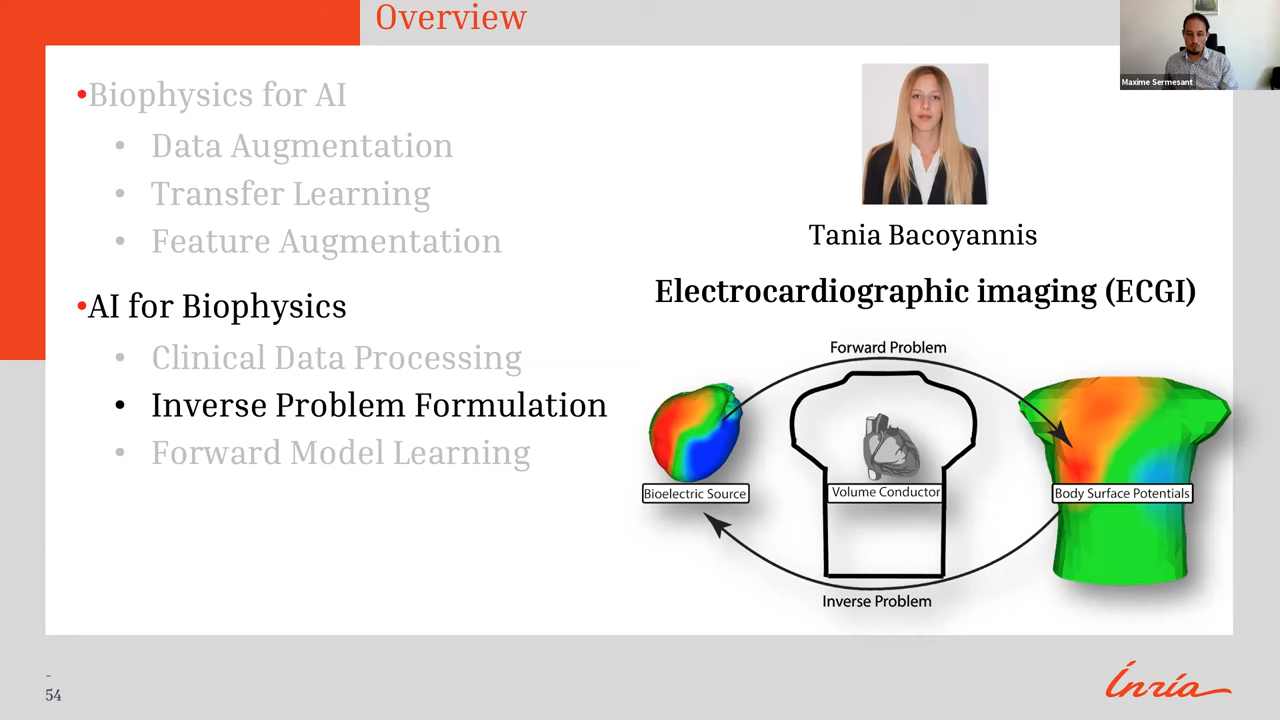 Overview
Maxime Sermesant
•Biophysics for AI
• Data Augmentation
• Transfer Learning
• Feature Augmentation
•AI for Biophysics
• Clinical Data Processing
• Inverse Problem Formulation
• Forward Model Learning
Tania Bacoyannis
Electrocardiographic imaging (ECGI)
Forward Problem
Bioelectric Source
Volume Conductor
Body Surface Potentials
Inverse Problem
-
54
Inria